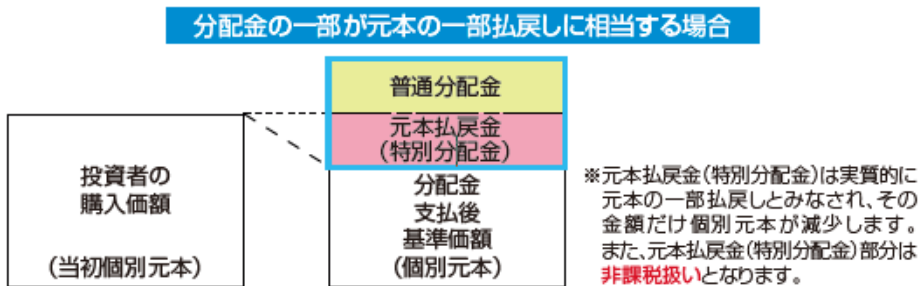 分配金の一部が元本の一部払戻しに相当する場合
普通分配金
元本払戻金
(特別分配金)
投資者の
購入価額
(当初個別元本)
分配金
支払後
基準価額
(個別元本)
※元本払戻金(特別分配金)は実質的に
元本の一部払戻しとみなされ、その
金額だけ個別元本が減少します。
また、元本払戻金(特別分配金)部分は
非課税扱いとなります。